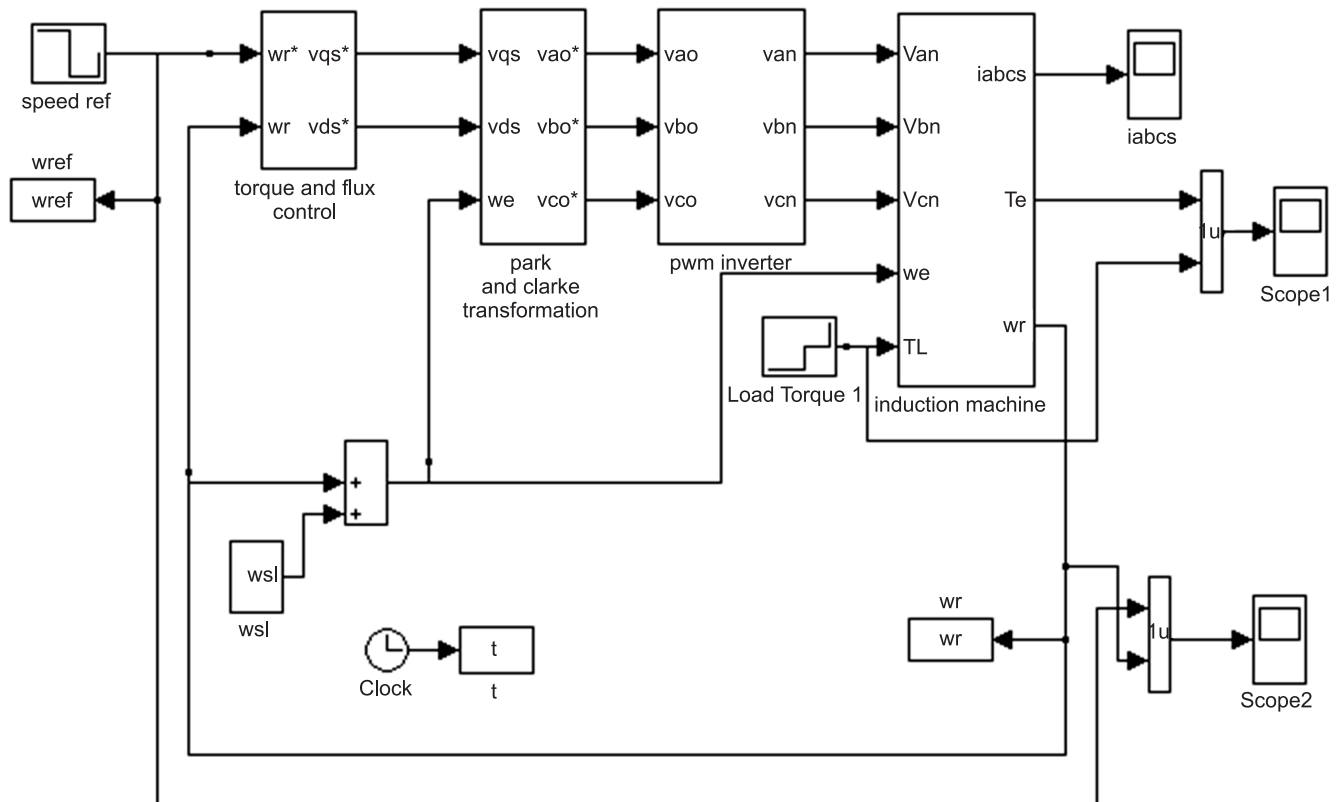 speed ref
wref
wref
wr* vqs*
wr vds*
torque and flux
control
vqs vao*
vds vbo*
we vco*
park
and clarke
transformation
vao van
vbo vbn
vco vcn
pwm inverter
Van
iabcs
Vbn
Vcn
Te
we
wr
TL
induction machine
Load Torque 1
iabcs
1u
Scope1
+
+
wsl
wsl
Clock
t
t
wr
wr
1u
Scope2